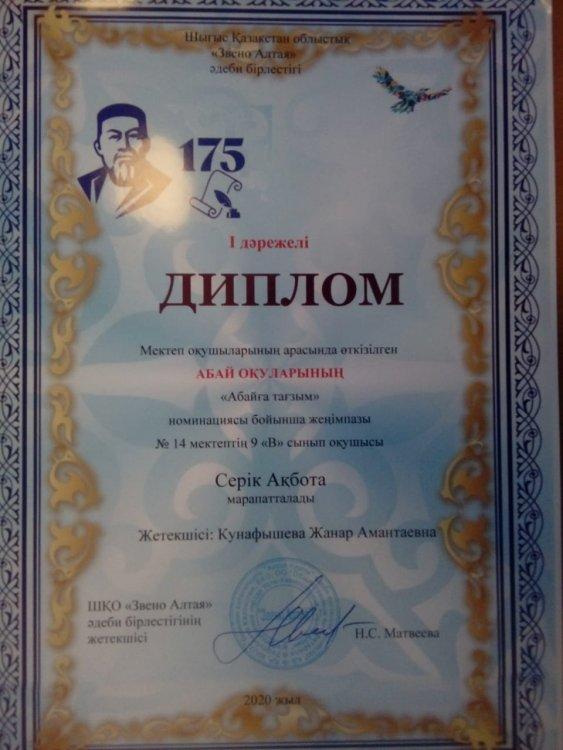 Шығыс Қазақстан облыстық
«Звено Алтая»
әдеби бірлестігі
175
I дәрежелі
ДИПЛОМ
Мектеп оқушыларының арасында өткізілген
АБАЙ ОҚУЛАРЫНЫҢ
«Абайға тағзым»
номинациясы бойынша жеңімпазы
№ 14 мектептің 9 «В» сынып оқушысы
Серік Ақбота
марапатталады
Жетекшісі: Кунафышева Жанар Амантаевна
ШҚО «Звено Алтая»
әдеби бірлестігінің
жетекшісі
Н.С. Матвеева
2020 жыл